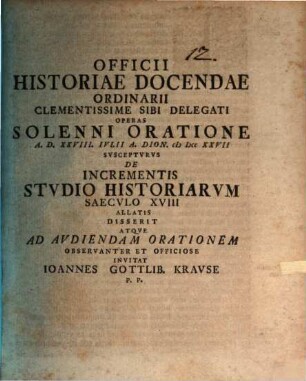 12.
OFFICII
HISTORIAE DOCENDAE
ORDINARII
CLEMENTISSIME SIBI DELEGATI
OPERAS
SOLENNI ORATIONE
A. D. XXVIII. IVLII A. DION. cIɔ Iɔcc XXVII
SVSCEPTVRVS
DE
INCREMENTIS
STVDIO HISTORIARVM
SAECVLO XVIII
ALLATIS
DISSERIT
ATQVE
AD AVDIENDAM ORATIONEM
OBSERVANTER ET OFFICIOSE
INVITAT
IOANNES GOTTLIB. KRAVSE
P. P.